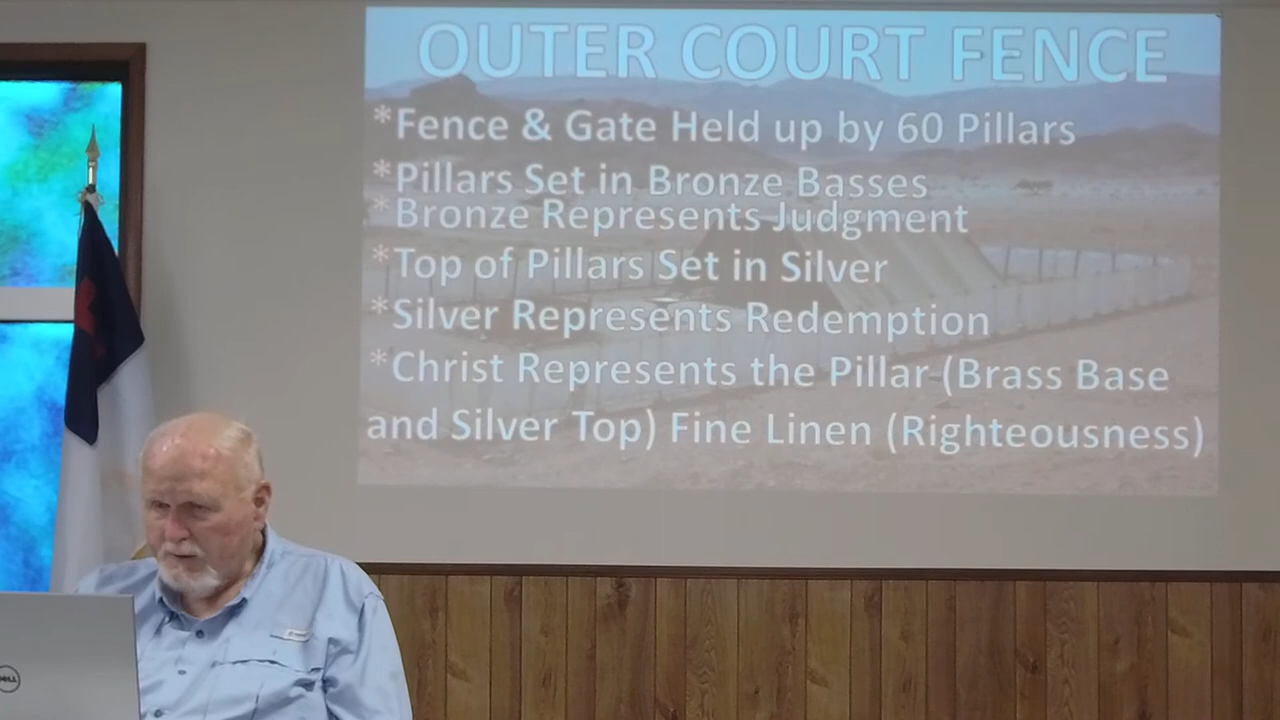 OUTER COURT FENCE
*Fence & Gate Held up by 60 Pillars
*Pillars Set in Bronze Basses
*Bronze Represents Judgment
*Top of Pillars Set in Silver
*Silver Represents Redemption
*Christ Represents the Pillar (Brass Base
and Silver Top) Fine Linen (Righteousness)
DELL